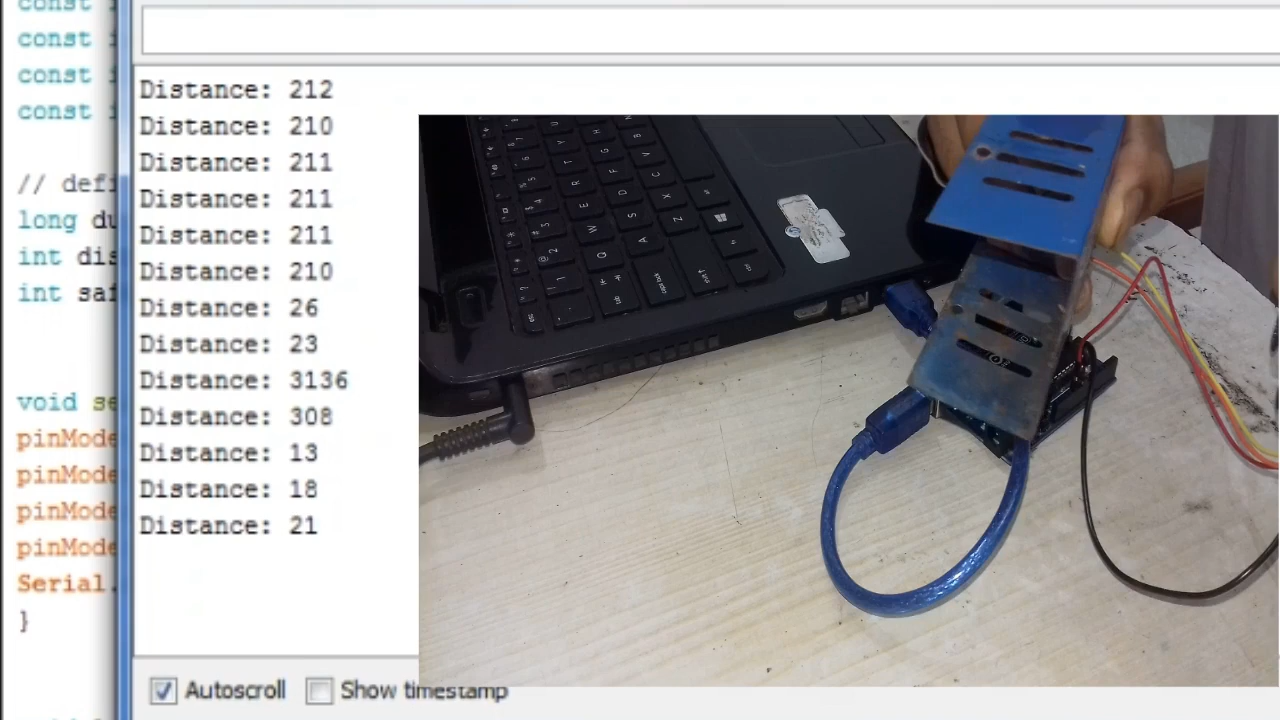 const
const i
const
const i
// defi
long du
int dis
int saf
void se
pinMode
pinMode
pinMode
pinMode
Serial.
}
Distance: 212
Distance: 210
Distance: 211
Distance: 211
Distance: 211
Distance: 210
Distance: 26
Distance: 23
Distance: 3136
Distance: 308
Distance: 13
Distance: 18
Distance: 21
Autoscroll
Show timestamp